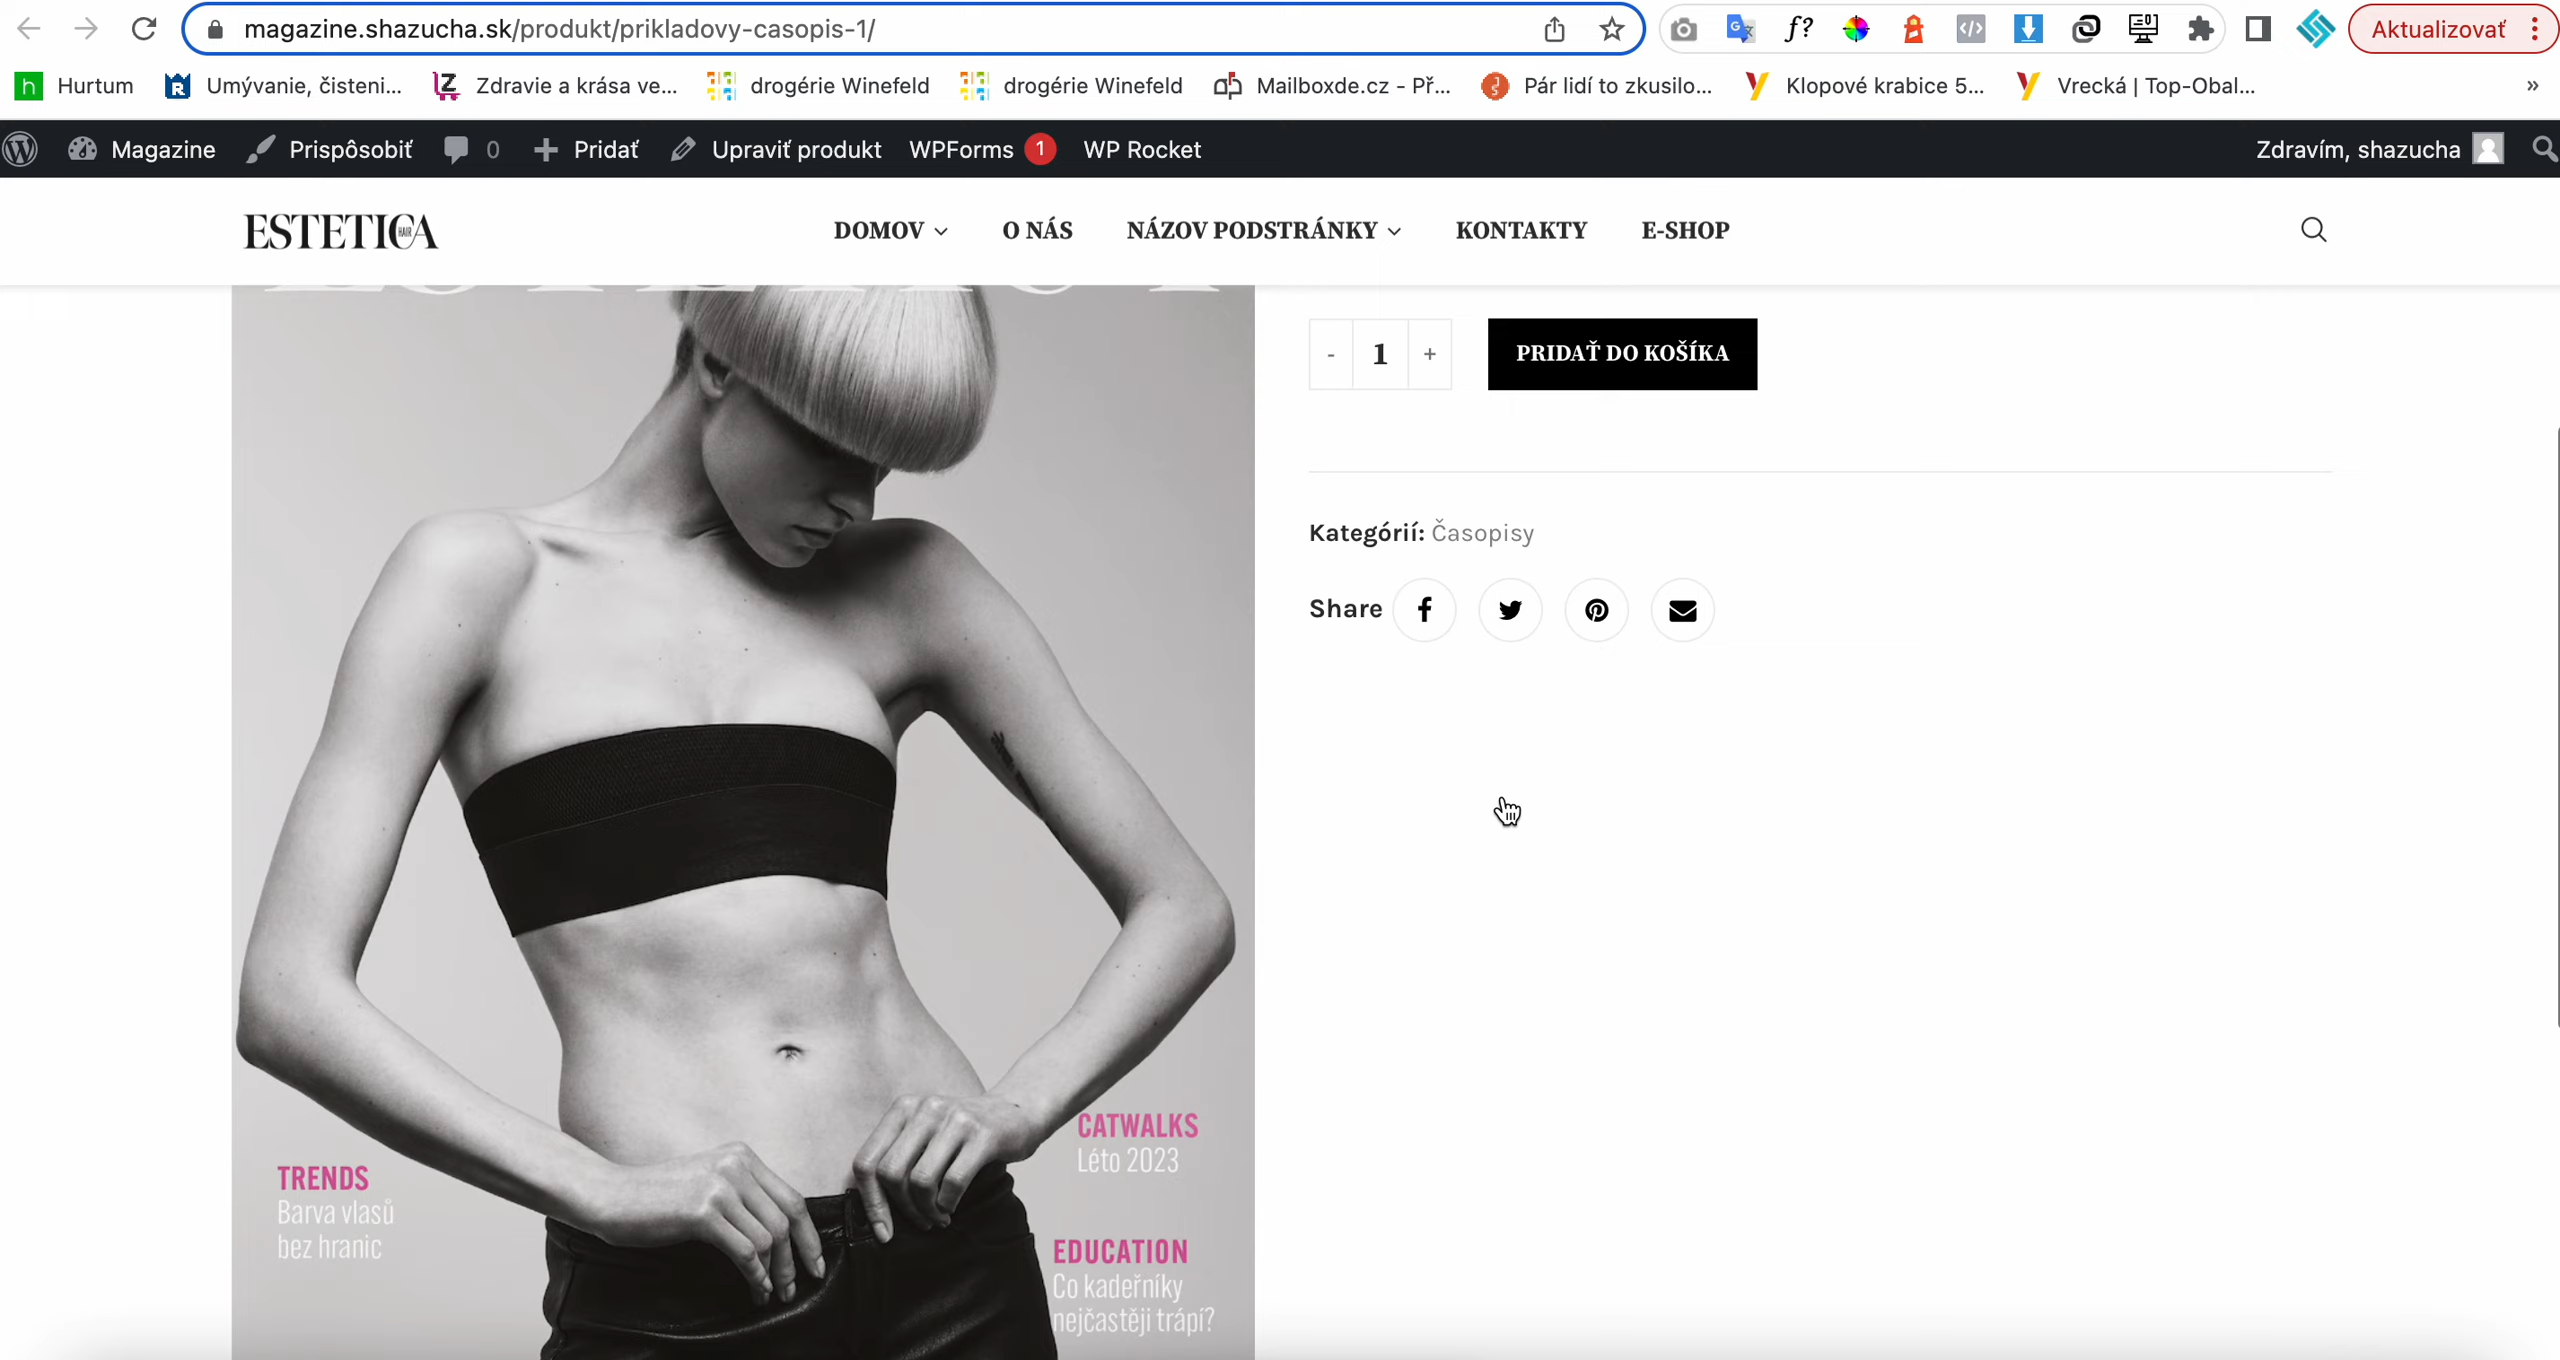 magazine.shazucha.sk/produkt/prikladovy-casopis-1/
Aktualizovať
Hurtum
Umývanie, čisteni...
Zdravie a krása ve...
drogérie Winefeld
drogérie Winefeld
Mailboxde.cz - Př...
Pár lidí to zkusilo...
Klopové krabice 5...
Vrecká | Top-Obal...
»
Magazine
Prispôsobiť
0
Pridať
Upraviť produkt
WPForms 1
WP Rocket
Zdravím, shazucha
ESTETICA HAIR
DOMOV
O NÁS
NÁZOV PODSTRÁNKY
KONTAKTY
E-SHOP
- 1 +
PRIDAŤ DO KOŠÍKA
Kategórií: Časopisy
Share
CATWALKS
Léto 2023
TRENDS
Barva vlasů
bez hranic
EDUCATION
Co kadeřníky
nejčastěji trápí?